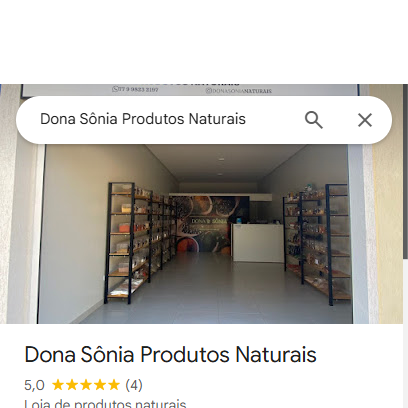 77 9 9823 2197 @DONASONIANATURAIS
Dona Sônia Produtos Naturais
DONA SÔNIA
Dona Sônia Produtos Naturais
5,0 (4)
Loja de produtos naturais